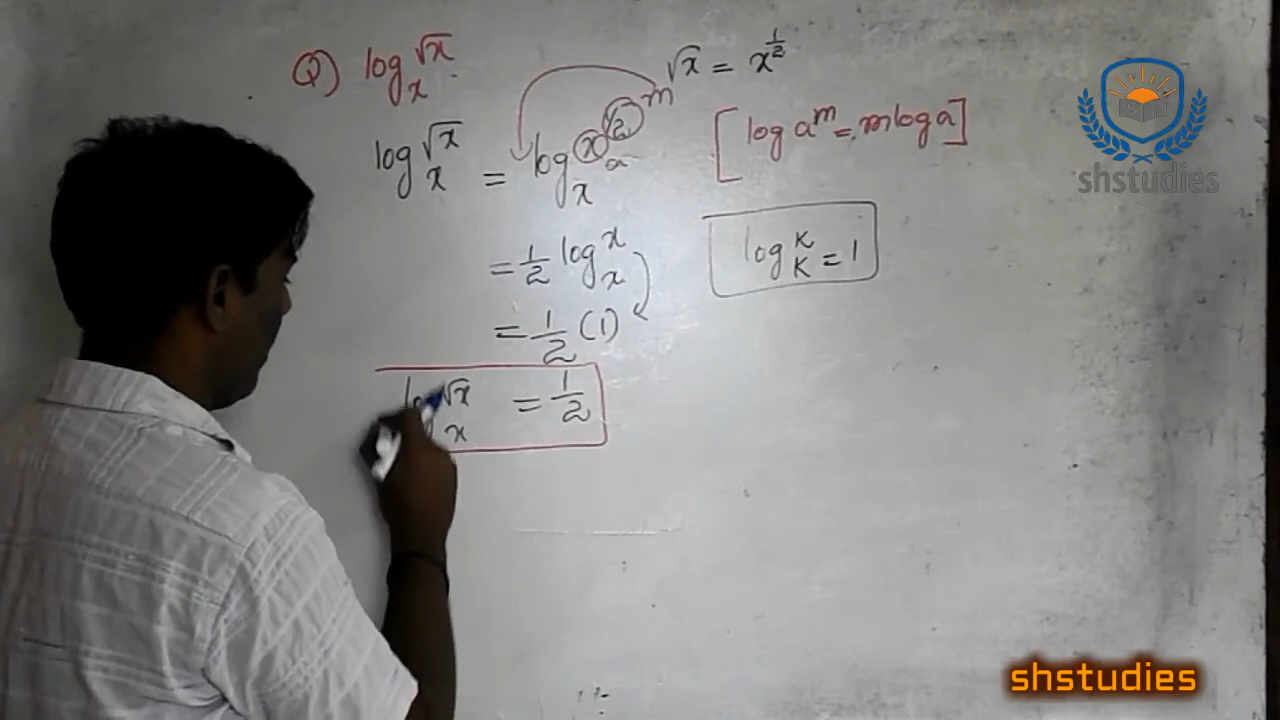 Q) log_x √x
√x = x^(1/2)
log_x √x = log_x x^(1/2) m
a
[log a^m = m log a]
= 1/2 log_x x
log_K K = 1
= 1/2 (1)
log_x √x = 1/2
shstudies
shstudies